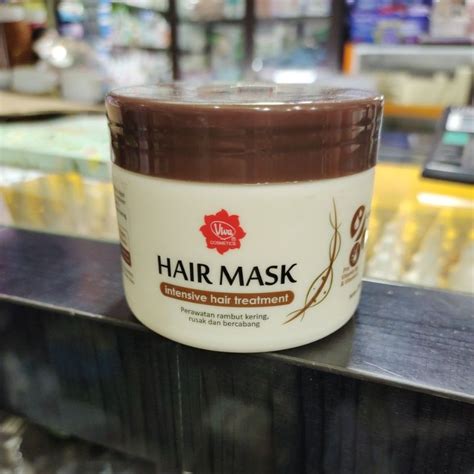 Viva
COSMETICS
HAIR MASK
intensive hair treatment
Perawatan rambut kering,
rusak dan bercabang